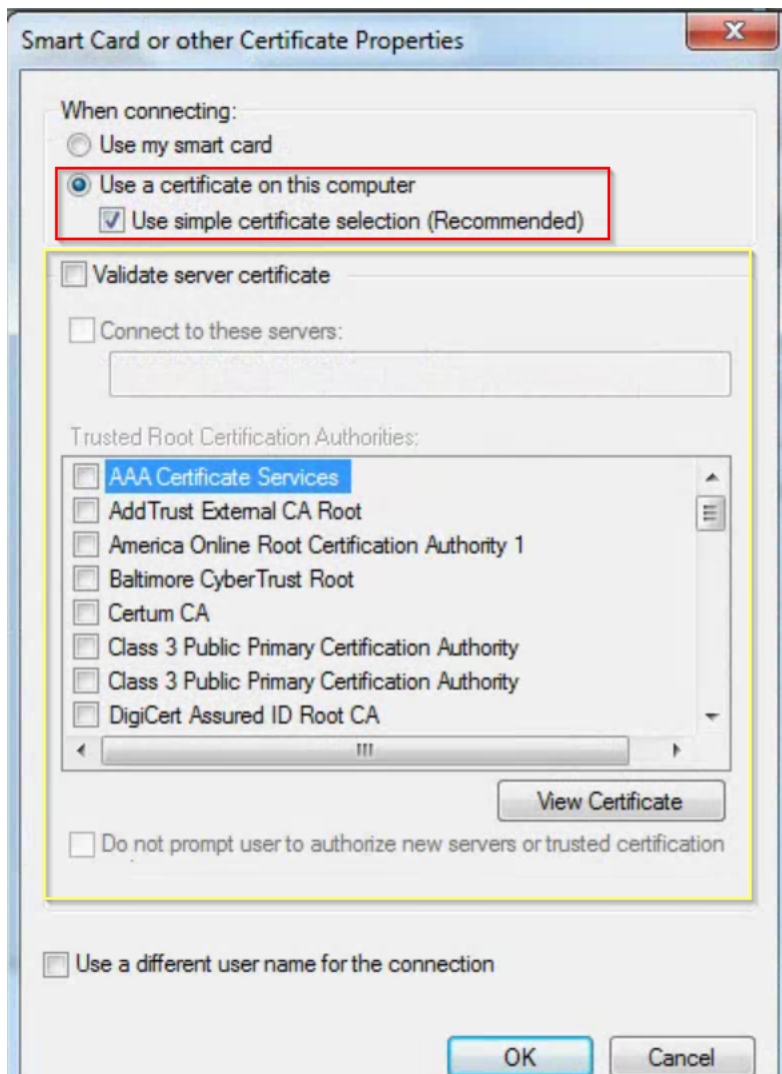 Smart Card or other Certificate Properties
When connecting:
Use my smart card
Use a certificate on this computer
Use simple certificate selection (Recommended)
Validate server certificate
Connect to these servers:
Trusted Root Certification Authorities:
AAA Certificate Services
AddTrust External CA Root
America Online Root Certification Authority 1
Baltimore CyberTrust Root
Certum CA
Class 3 Public Primary Certification Authority
Class 3 Public Primary Certification Authority
DigiCert Assured ID Root CA
View Certificate
Do not prompt user to authorize new servers or trusted certification
Use a different user name for the connection
OK Cancel